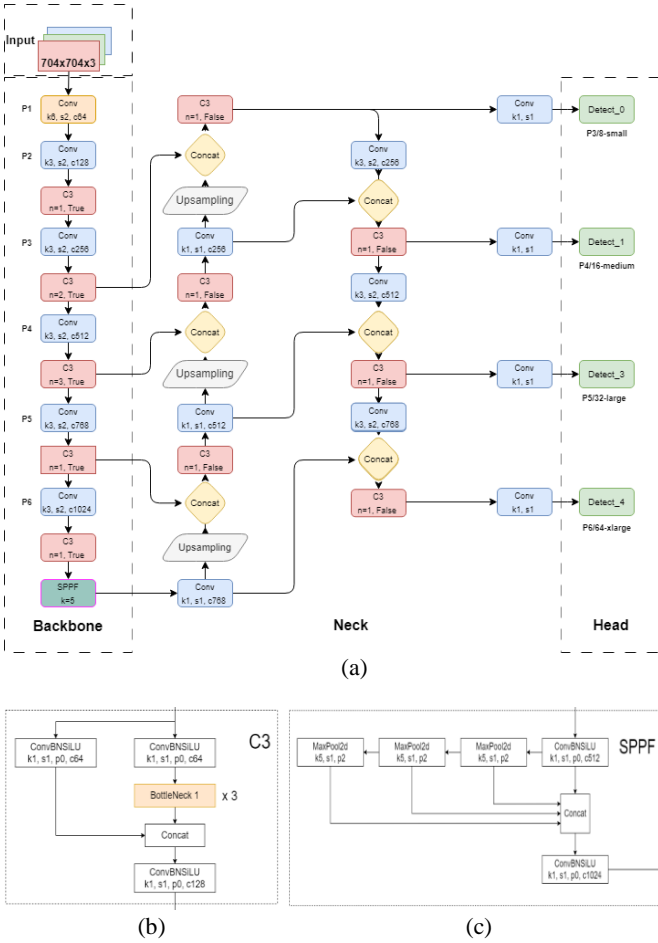 Input
704x704x3
P1
Conv
k6, s2, c64
P2
Conv
k3, s2, c128
C3
n=1, True
P3
Conv
k3, s2, c256
C3
n=2, True
P4
Conv
k3, s2, c512
C3
n=3, True
P5
Conv
k3, s2, c768
C3
n=1, True
P6
Conv
k3, s2, c1024
C3
n=1, True
SPPF
k=5
Backbone
C3
n=1, False
Concat
Upsampling
Conv
k1, s1, c256
C3
n=1, False
Concat
Upsampling
Conv
k1, s1, c512
C3
n=1, False
Concat
Upsampling
Conv
k1, s1, c768
Conv
k3, s2, c256
Concat
C3
n=1, False
Conv
k3, s2, c512
Concat
C3
n=1, False
Conv
k3, s2, c768
Concat
C3
n=1, False
Neck
Conv
k1, s1
Conv
k1, s1
Conv
k1, s1
Conv
k1, s1
Detect_0
P3/8-small
Detect_1
P4/16-medium
Detect_3
P5/32-large
Detect_4
P6/64-xlarge
Head
(a)
C3
ConvBNSiLU
k1, s1, p0, c64
ConvBNSiLU
k1, s1, p0, c64
BottleNeck 1
x 3
Concat
ConvBNSiLU
k1, s1, p0, c128
(b)
SPPF
MaxPool2d
k5, s1, p2
MaxPool2d
k5, s1, p2
MaxPool2d
k5, s1, p2
ConvBNSiLU
k1, s1, p0, c512
Concat
ConvBNSiLU
k1, s1, p0, c1024
(c)